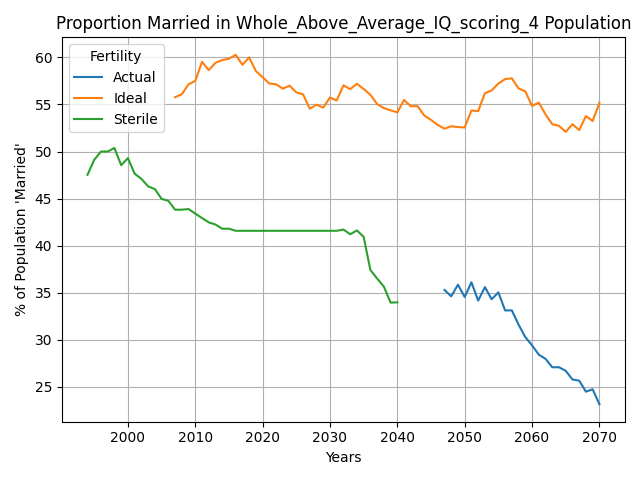 Proportion Married in Whole_Above_Average_IQ_scoring_4 Population
% of Population 'Married'
60
55
50
45
40
35
30
25
Fertility
Actual
Ideal
Sterile
2000 2010 2020 2030 2040 2050 2060 2070
Years